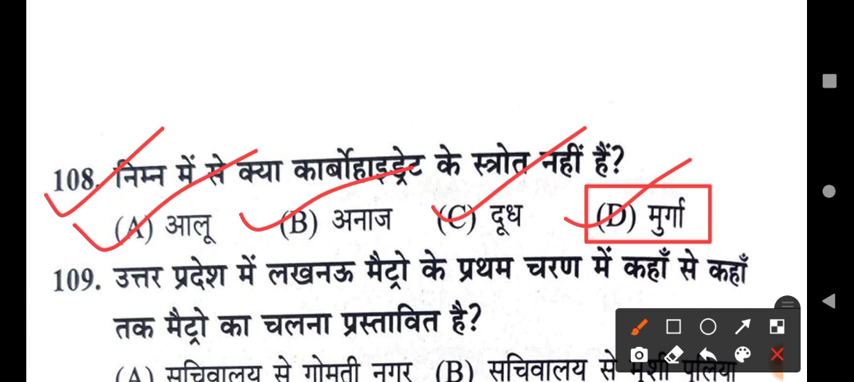 108. निम्न में से क्या कार्बोहाइड्रेट के स्त्रोत नहीं हैं?
(A) आलू (B) अनाज (C) दूध (D) मुर्गा
109. उत्तर प्रदेश में लखनऊ मैट्रो के प्रथम चरण में कहाँ से कहाँ
तक मैट्रो का चलना प्रस्तावित है?
(A) सचिवालय से गोमती नगर (B) सचिवालय से मुंशी पुलिया